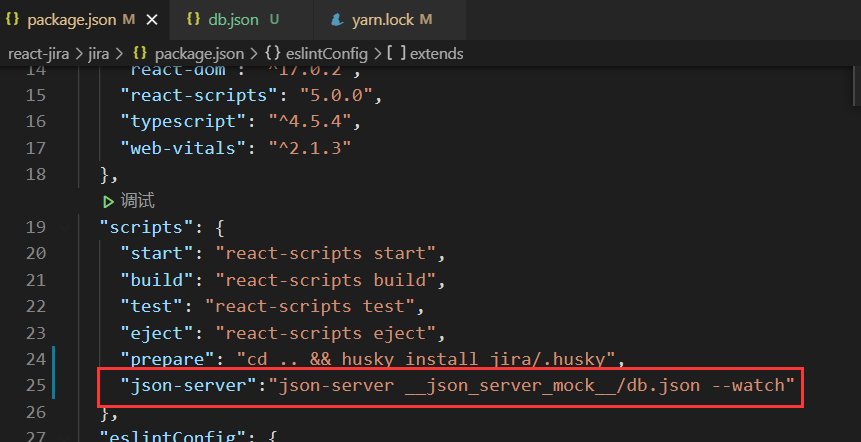 {} package.json M × {} db.json U yarn.lock M
react-jira > jira > {} package.json > {} eslintConfig > [ ] extends
14 "react-dom": "^17.0.2",
15 "react-scripts": "5.0.0",
16 "typescript": "^4.5.4",
17 "web-vitals": "^2.1.3"
18 },
调试
19 "scripts": {
20 "start": "react-scripts start",
21 "build": "react-scripts build",
22 "test": "react-scripts test",
23 "eject": "react-scripts eject",
24 "prepare": "cd .. && husky install jira/.husky",
25 "json-server":"json-server __json_server_mock__/db.json --watch"
26 },
27 "eslintConfig": {